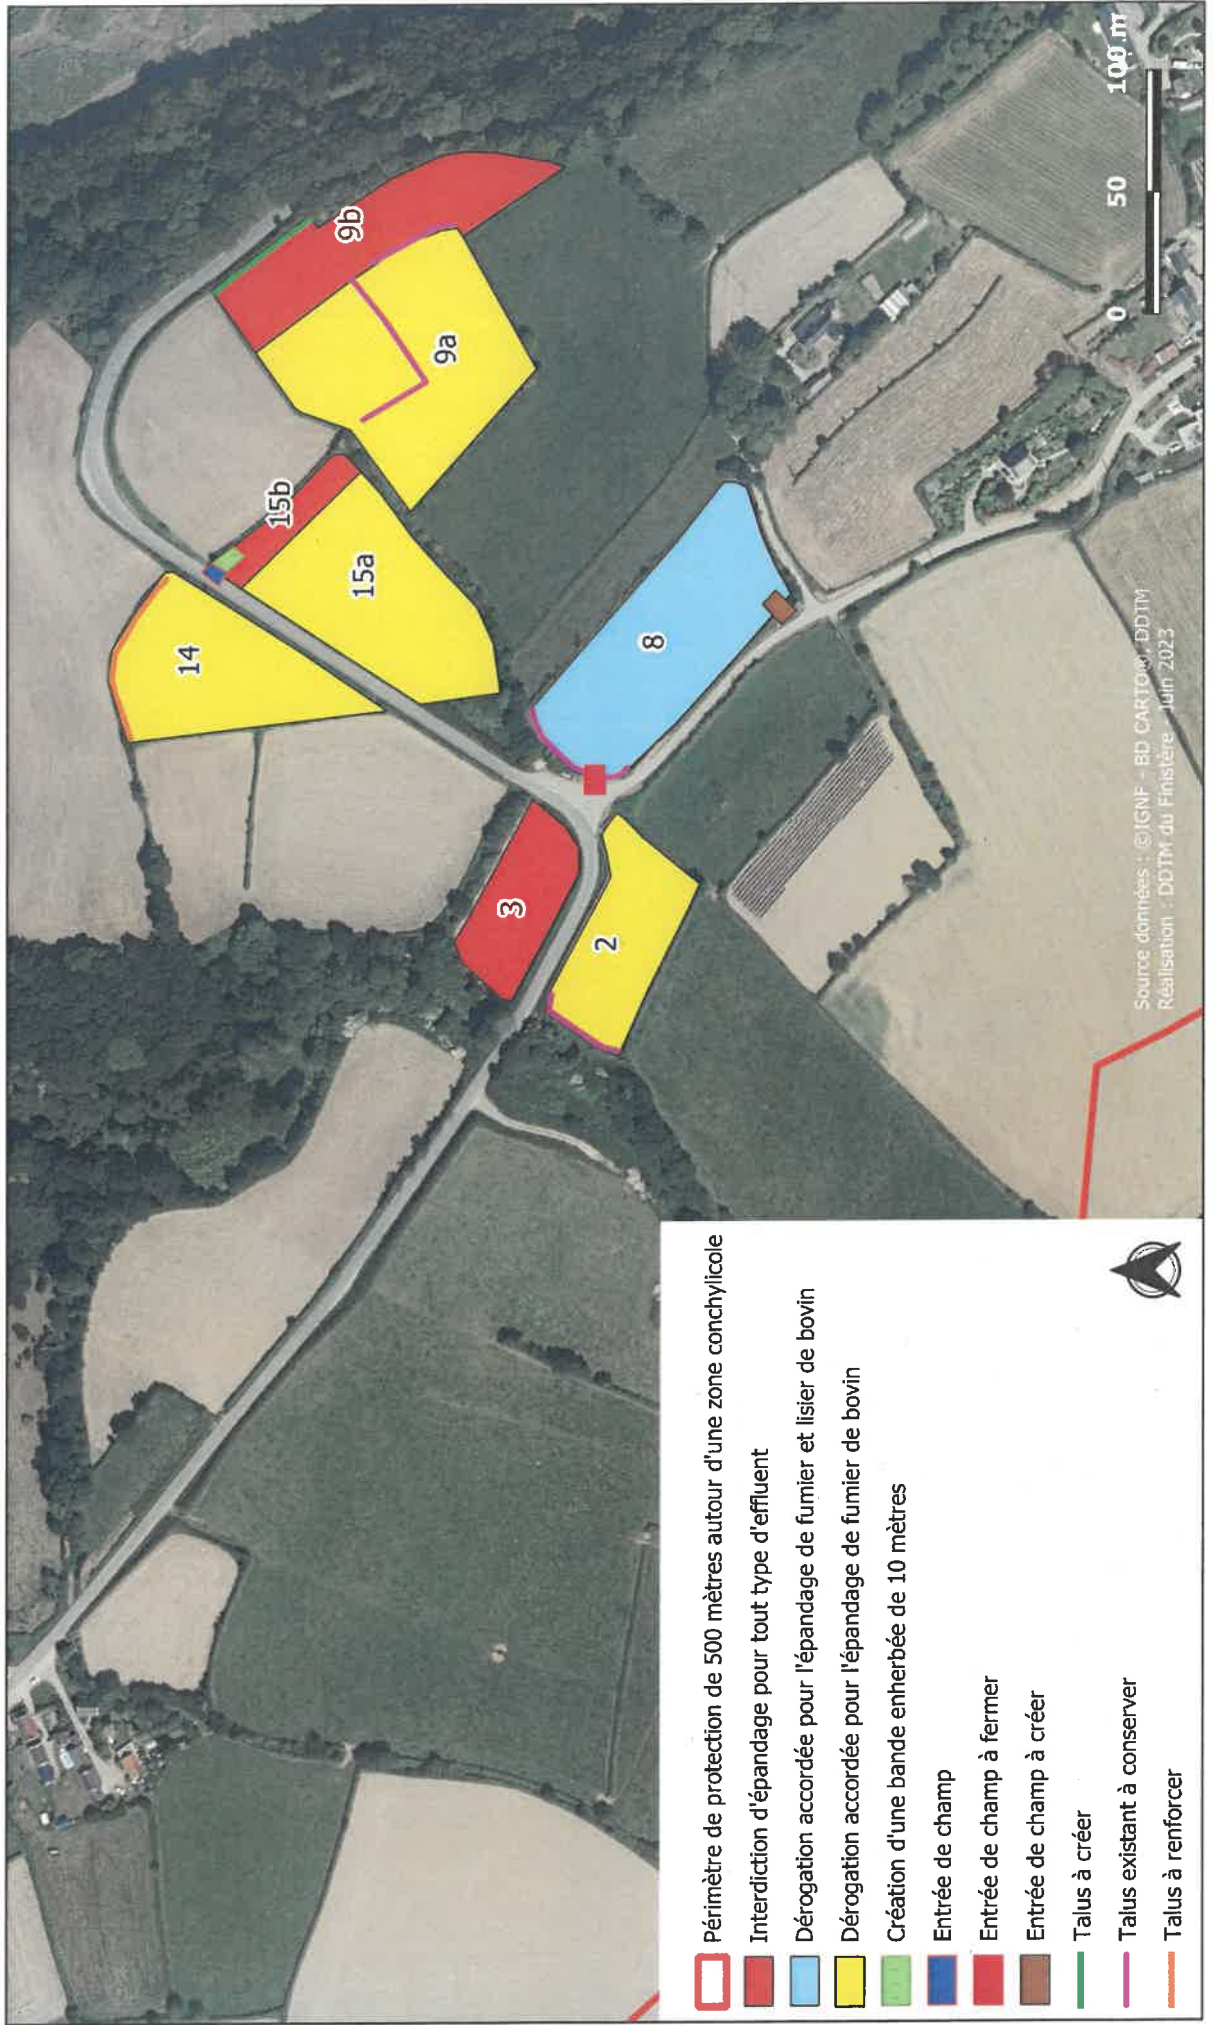 9b
9a
15b
15a
14
8
3
2
0 50 100 m
Source données : ©IGNF - BD CARTO®, DDTM
Réalisation : DDTM du Finistère - Juin 2023
Périmètre de protection de 500 mètres autour d'une zone conchylicole
Interdiction d'épandage pour tout type d'effluent
Dérogation accordée pour l'épandage de fumier et lisier de bovin
Dérogation accordée pour l'épandage de fumier de bovin
Création d'une bande enherbée de 10 mètres
Entrée de champ
Entrée de champ à fermer
Entrée de champ à créer
Talus à créer
Talus existant à conserver
Talus à renforcer